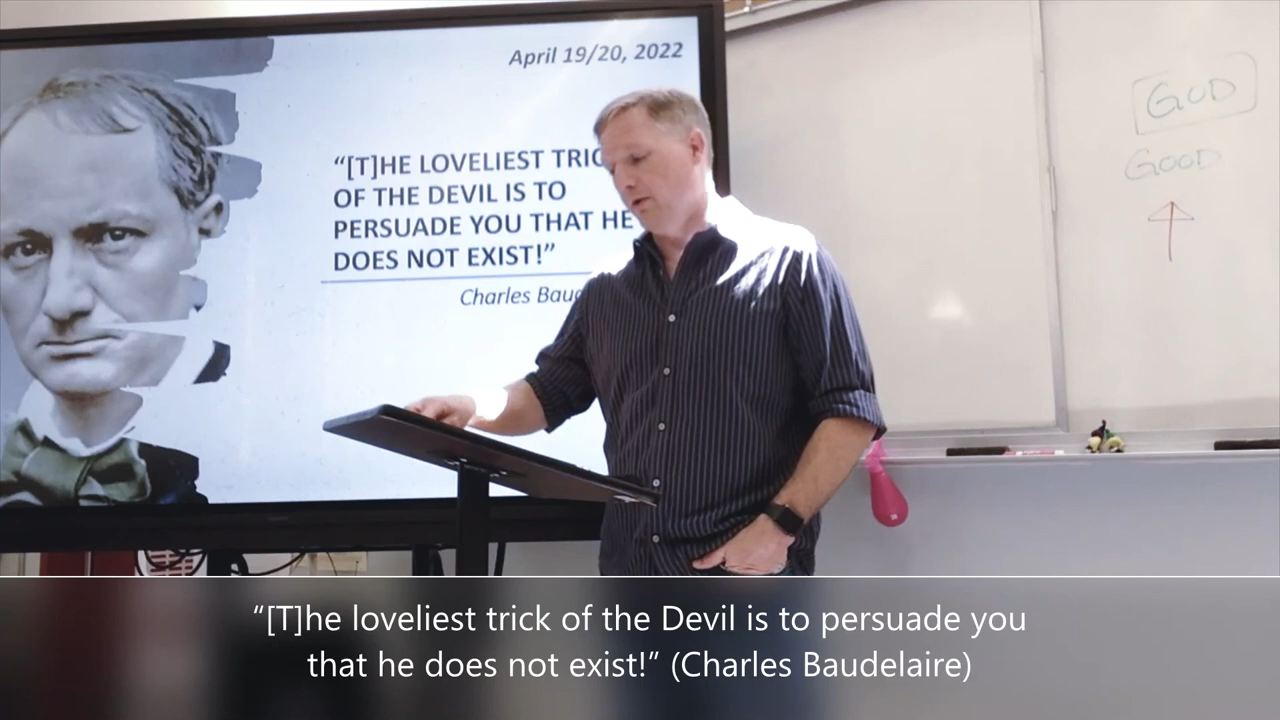 April 19/20, 2022
“[T]HE LOVELIEST TRIC
OF THE DEVIL IS TO
PERSUADE YOU THAT HE
DOES NOT EXIST!”
Charles Baud
GOD
GOOD
“[T]he loveliest trick of the Devil is to persuade you
that he does not exist!” (Charles Baudelaire)